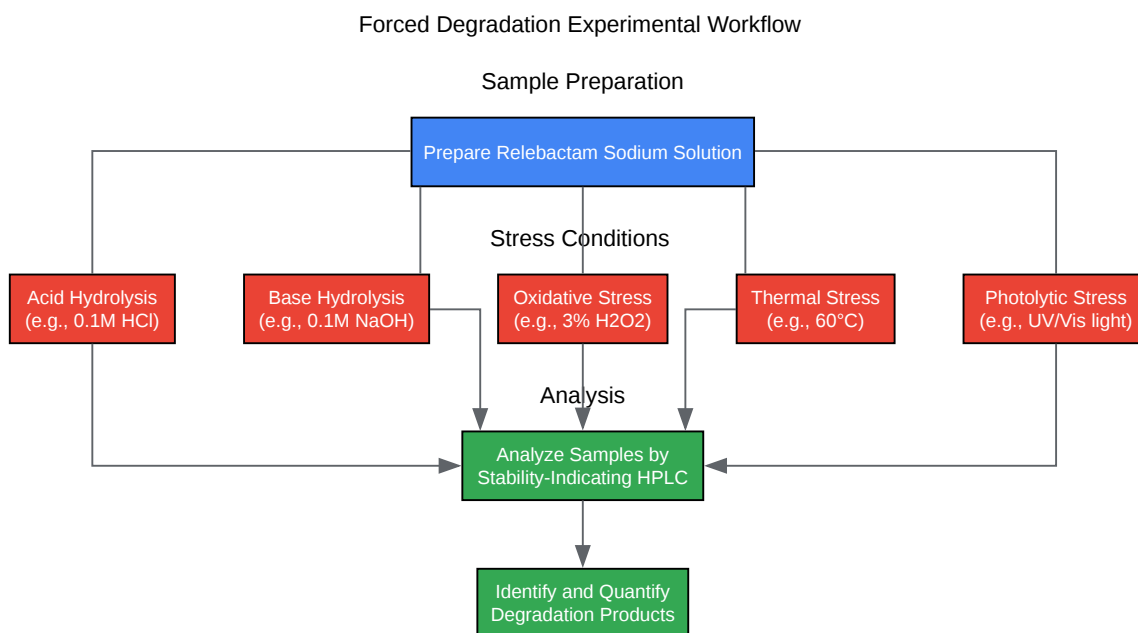 Forced Degradation Experimental Workflow
Sample Preparation
Prepare Relebactam Sodium Solution
Stress Conditions
Acid Hydrolysis
(e.g., 0.1M HCl)
Base Hydrolysis
(e.g., 0.1M NaOH)
Oxidative Stress
(e.g., 3% H2O2)
Thermal Stress
(e.g., 60°C)
Photolytic Stress
(e.g., UV/Vis light)
Analysis
Analyze Samples by
Stability-Indicating HPLC
Identify and Quantify
Degradation Products